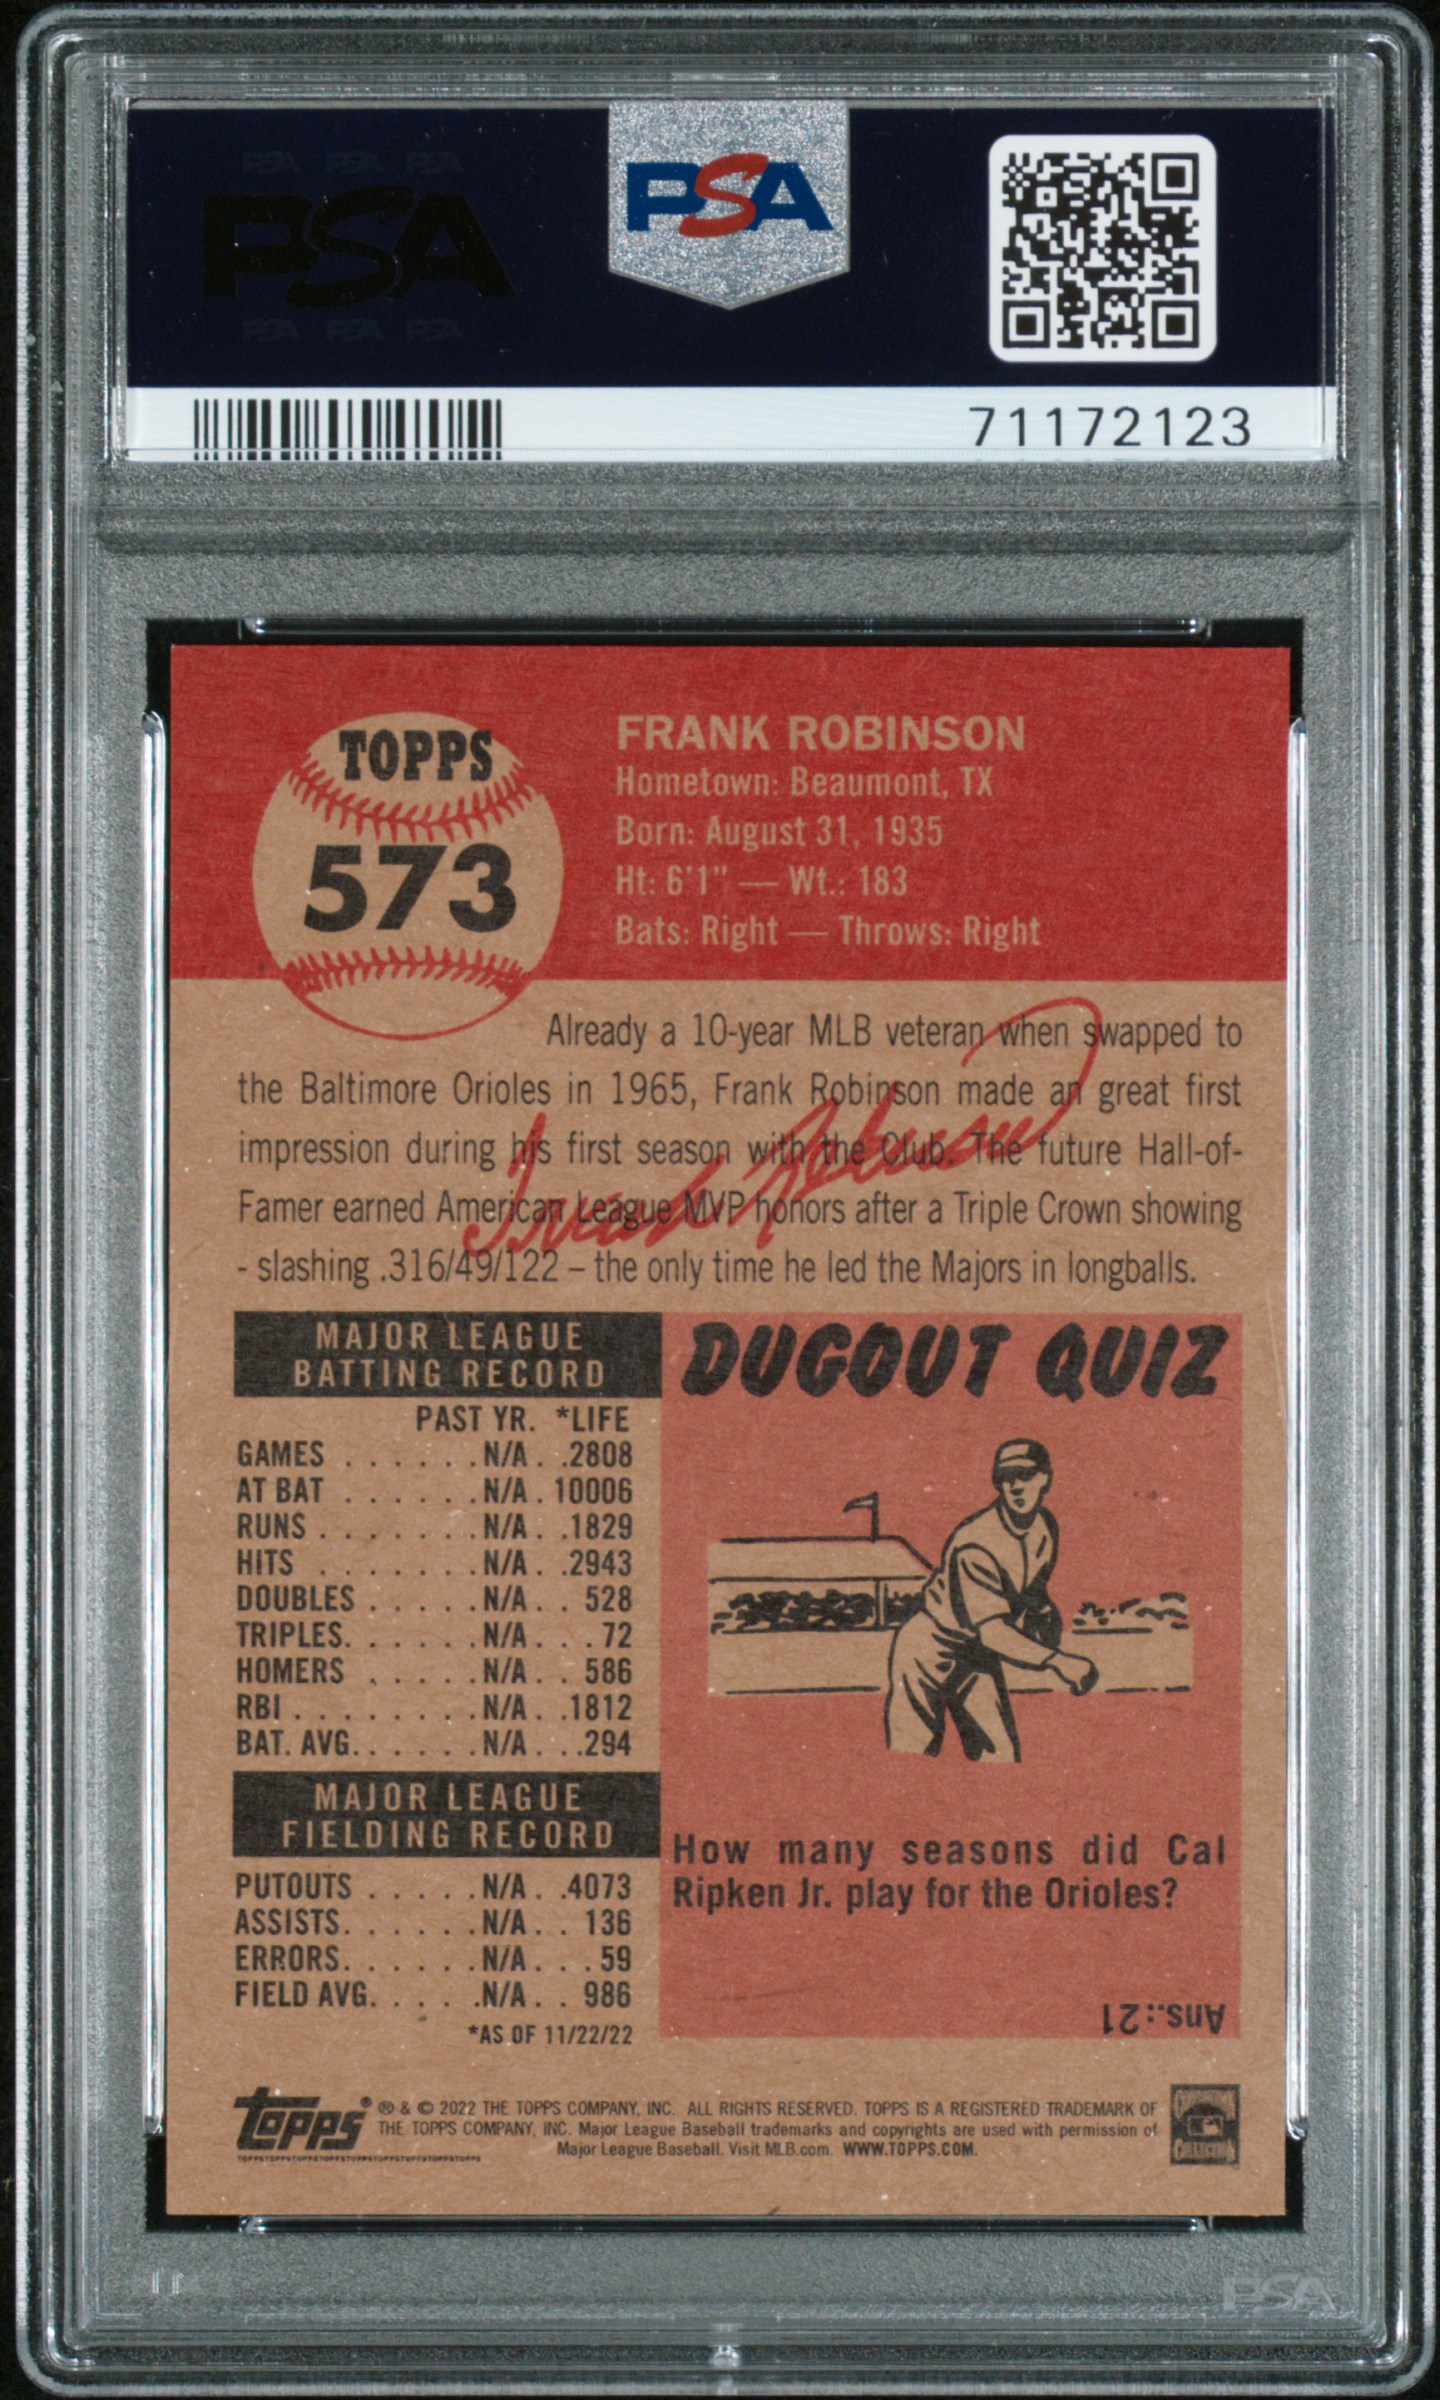 PSA PSA PSA
PSA
PSA PSA PSA
PSA
71172123
TOPPS
573
FRANK ROBINSON
Hometown: Beaumont, TX
Born: August 31, 1935
Ht: 6'1" — Wt.: 183
Bats: Right — Throws: Right
Already a 10-year MLB veteran when swapped to
the Baltimore Orioles in 1965, Frank Robinson made an great first
impression during his first season with the Club. The future Hall-of-
Famer earned American League MVP honors after a Triple Crown showing
- slashing .316/49/122 – the only time he led the Majors in longballs.
Frank Robinson
MAJOR LEAGUE
BATTING RECORD
PAST YR. *LIFE
GAMES . . . . . . N/A . .2808
AT BAT . . . . . . N/A . 10006
RUNS . . . . . . . N/A . .1829
HITS . . . . . . . N/A . .2943
DOUBLES . . . . . N/A . . 528
TRIPLES. . . . . . N/A . . . 72
HOMERS . . . . . N/A . . 586
RBI . . . . . . . . N/A . .1812
BAT. AVG. . . . . . N/A . . .294
MAJOR LEAGUE
FIELDING RECORD
PUTOUTS . . . . . N/A . .4073
ASSISTS. . . . . . N/A . . 136
ERRORS. . . . . . N/A . . . 59
FIELD AVG. . . . . .N/A . . 986
*AS OF 11/22/22
DUGOUT QUIZ
How many seasons did Cal
Ripken Jr. play for the Orioles?
Ans.:21
topps ® & © 2022 THE TOPPS COMPANY, INC. ALL RIGHTS RESERVED. TOPPS IS A REGISTERED TRADEMARK OF
THE TOPPS COMPANY, INC. Major League Baseball trademarks and copyrights are used with permission of
Major League Baseball. Visit MLB.com. WWW.TOPPS.COM.
PSA